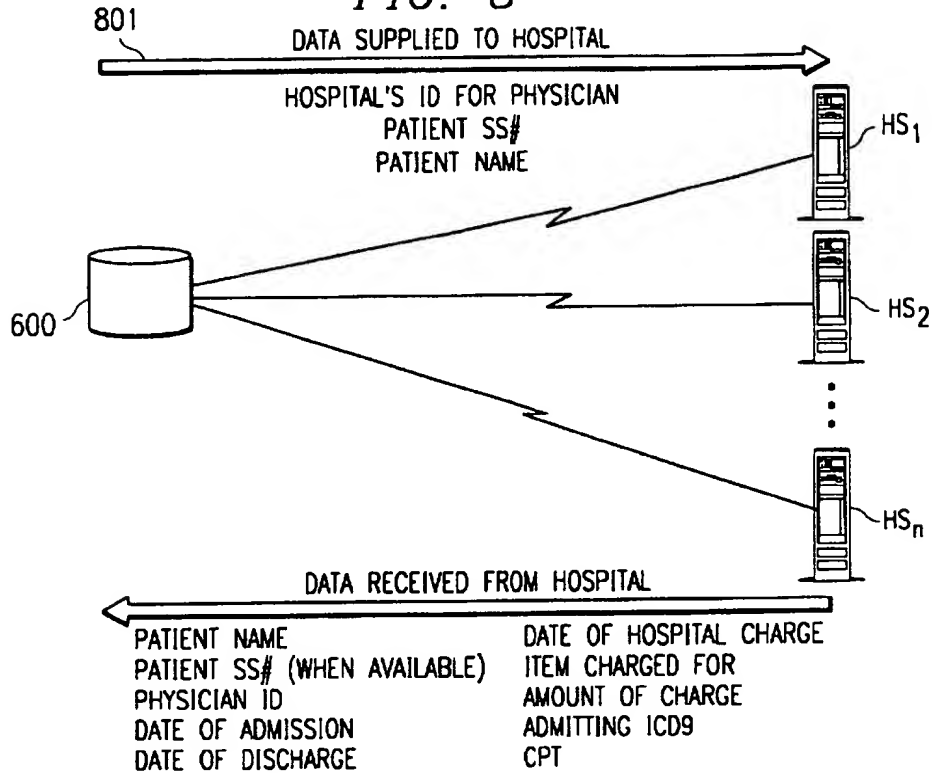 801
DATA SUPPLIED TO HOSPITAL
HOSPITAL'S ID FOR PHYSICIAN
PATIENT SS#
PATIENT NAME
HS1
600
HS2
HSn
DATA RECEIVED FROM HOSPITAL
PATIENT NAME
PATIENT SS# (WHEN AVAILABLE)
PHYSICIAN ID
DATE OF ADMISSION
DATE OF DISCHARGE
DATE OF HOSPITAL CHARGE
ITEM CHARGED FOR
AMOUNT OF CHARGE
ADMITTING ICD9
CPT